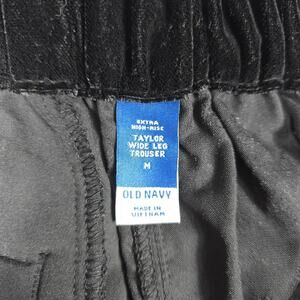 EXTRA
HIGH-RISE
TAYLOR
WIDE LEG
TROUSER
M
OLD NAVY
MADE IN
VIETNAM